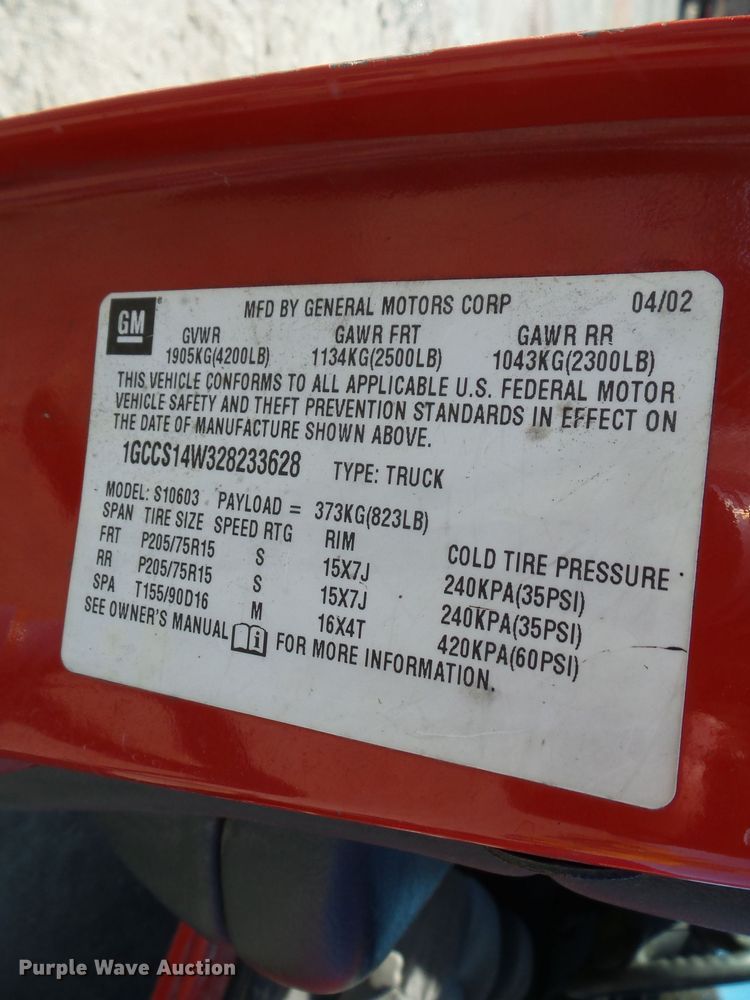 GM
MFD BY GENERAL MOTORS CORP 04/02
GVWR GAWR FRT GAWR RR
1905KG(4200LB) 1134KG(2500LB) 1043KG(2300LB)
THIS VEHICLE CONFORMS TO ALL APPLICABLE U.S. FEDERAL MOTOR
VEHICLE SAFETY AND THEFT PREVENTION STANDARDS IN EFFECT ON
THE DATE OF MANUFACTURE SHOWN ABOVE.
1GCCS14W328233628 TYPE: TRUCK
MODEL: S10603 PAYLOAD = 373KG(823LB)
SPAN TIRE SIZE SPEED RTG RIM COLD TIRE PRESSURE
FRT P205/75R15 S 15X7J 240KPA(35PSI)
RR P205/75R15 S 15X7J 240KPA(35PSI)
SPA T155/90D16 M 16X4T 420KPA(60PSI)
SEE OWNER'S MANUAL i FOR MORE INFORMATION.
Purple Wave Auction